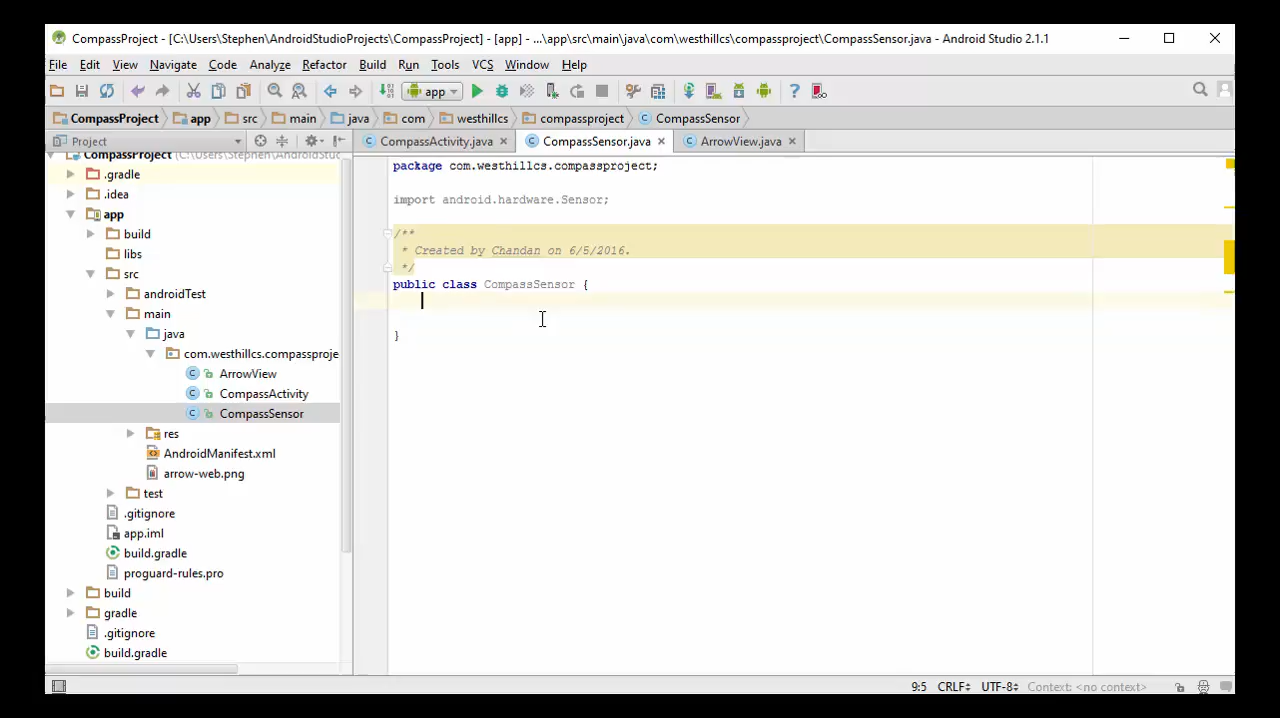 CompassProject - [C:\Users\Stephen\AndroidStudioProjects\CompassProject] - [app] - ...\app\src\main\java\com\westhillcs\compassproject\CompassSensor.java - Android Studio 2.1.1
File Edit View Navigate Code Analyze Refactor Build Run Tools VCS Window Help
app
CompassProject app src main java com westhillcs compassproject CompassSensor
Project
CompassActivity.java CompassSensor.java ArrowView.java
CompassProject (C:\Users\Stephen\AndroidStuc
.gradle
.idea
app
build
libs
src
androidTest
main
java
com.westhillcs.compassproje
ArrowView
CompassActivity
CompassSensor
res
AndroidManifest.xml
arrow-web.png
test
.gitignore
app.iml
build.gradle
proguard-rules.pro
build
gradle
.gitignore
build.gradle
package com.westhillcs.compassproject;
import android.hardware.Sensor;
/**
* Created by Chandan on 6/5/2016.
*/
public class CompassSensor {
}
9:5 CRLF UTF-8 Context: <no context>